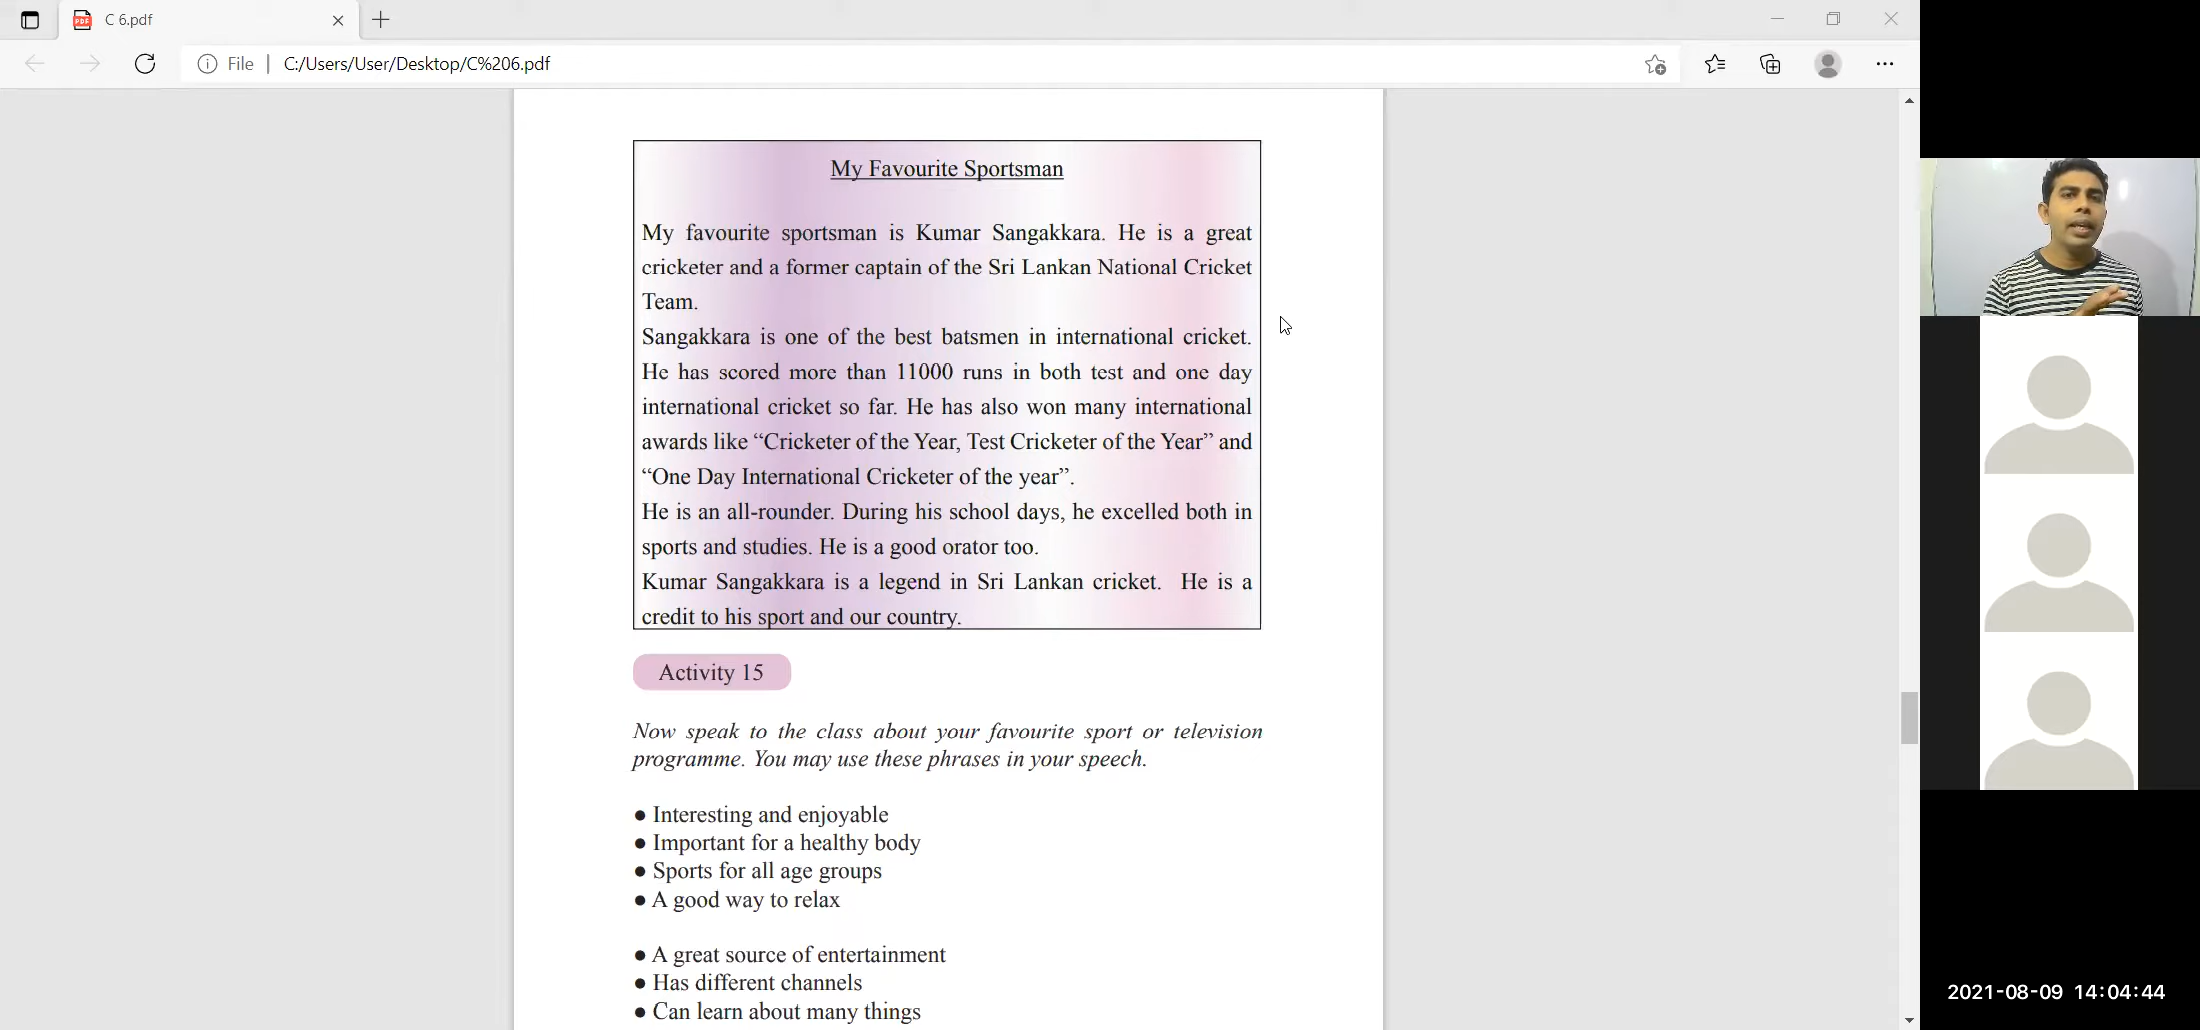 C 6.pdf
File
C:/Users/User/Desktop/C%206.pdf
My Favourite Sportsman
My favourite sportsman is Kumar Sangakkara. He is a great
cricketer and a former captain of the Sri Lankan National Cricket
Team.
Sangakkara is one of the best batsmen in international cricket.
He has scored more than 11000 runs in both test and one day
international cricket so far. He has also won many international
awards like “Cricketer of the Year, Test Cricketer of the Year” and
“One Day International Cricketer of the year”.
He is an all-rounder. During his school days, he excelled both in
sports and studies. He is a good orator too.
Kumar Sangakkara is a legend in Sri Lankan cricket. He is a
credit to his sport and our country.
Activity 15
Now speak to the class about your favourite sport or television
programme. You may use these phrases in your speech.
● Interesting and enjoyable
● Important for a healthy body
● Sports for all age groups
● A good way to relax
● A great source of entertainment
● Has different channels
● Can learn about many things
2021-08-09 14:04:44